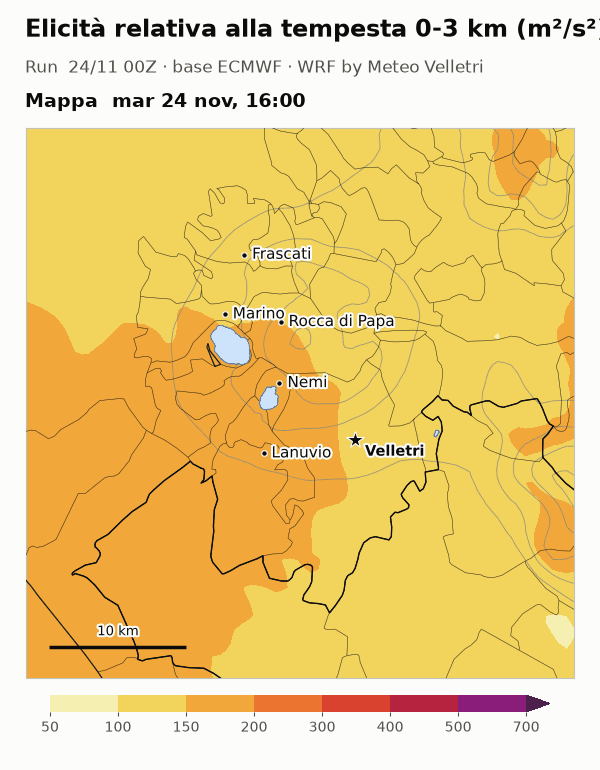 Elicità relativa alla tempesta 0-3 km (m²/s²)
Run  24/11 00Z · base ECMWF · WRF by Meteo Velletri
Mappa  mar 24 nov, 16:00
Frascati
Marino
Rocca di Papa
Nemi
Velletri
Lanuvio
10 km
50 100 150 200 300 400 500 700